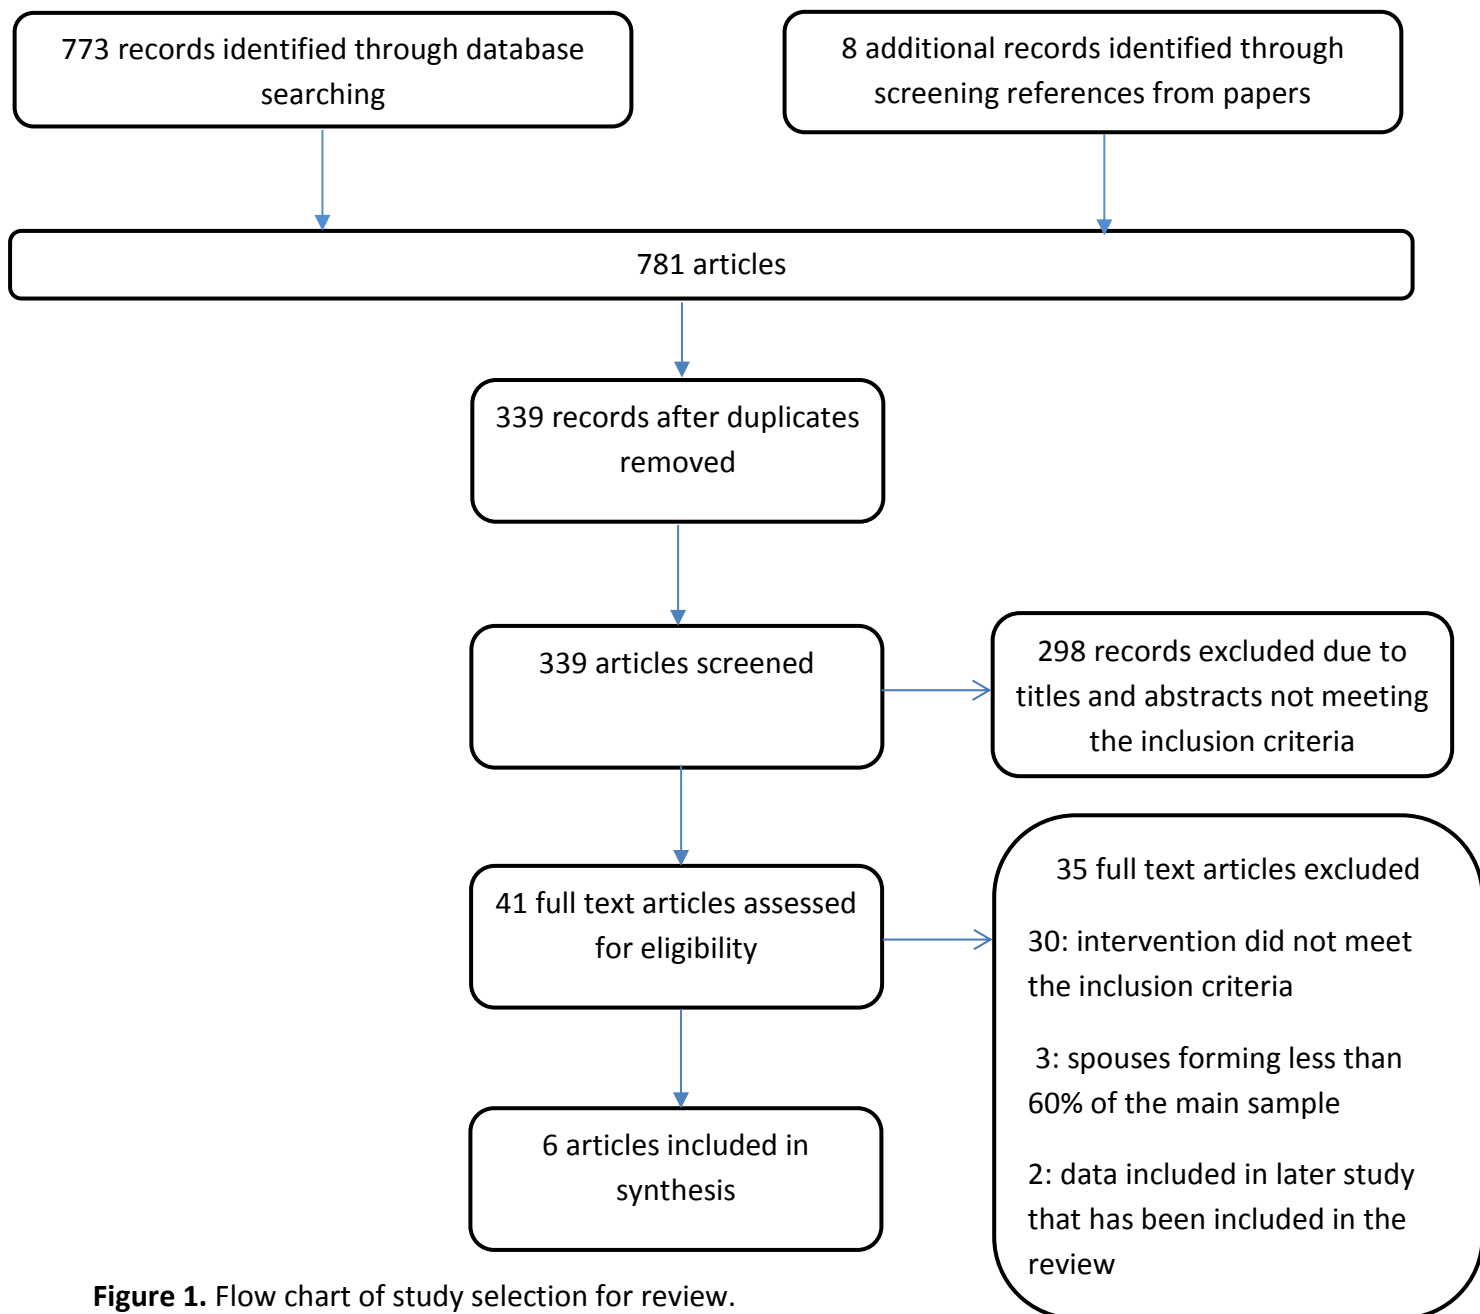 773 records identified through database
searching
8 additional records identified through
screening references from papers
781 articles
339 records after duplicates
removed
339 articles screened
298 records excluded due to
titles and abstracts not meeting
the inclusion criteria
41 full text articles assessed
for eligibility
35 full text articles excluded
30: intervention did not meet
the inclusion criteria
3: spouses forming less than
60% of the main sample
2: data included in later study
that has been included in the
review
6 articles included in
synthesis
Figure 1. Flow chart of study selection for review.